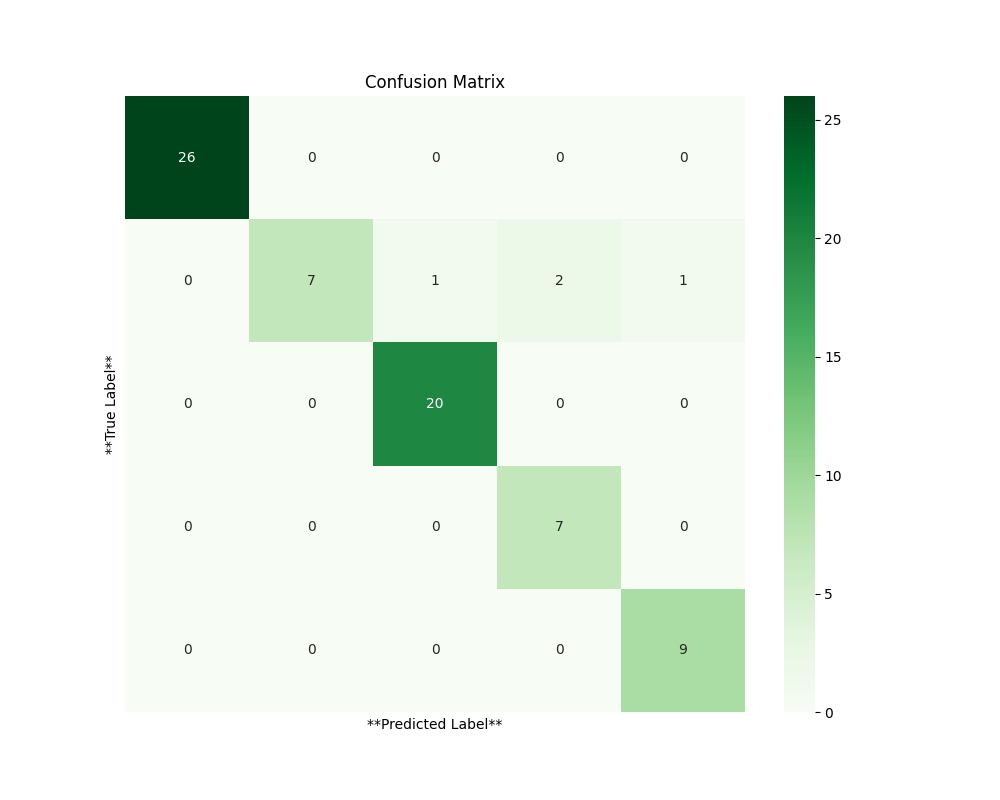 Confusion Matrix
26 0 0 0 0
0 7 1 2 1
0 0 20 0 0
0 0 0 7 0
0 0 0 0 9
**True Label**
**Predicted Label**
25
20
15
10
5
0